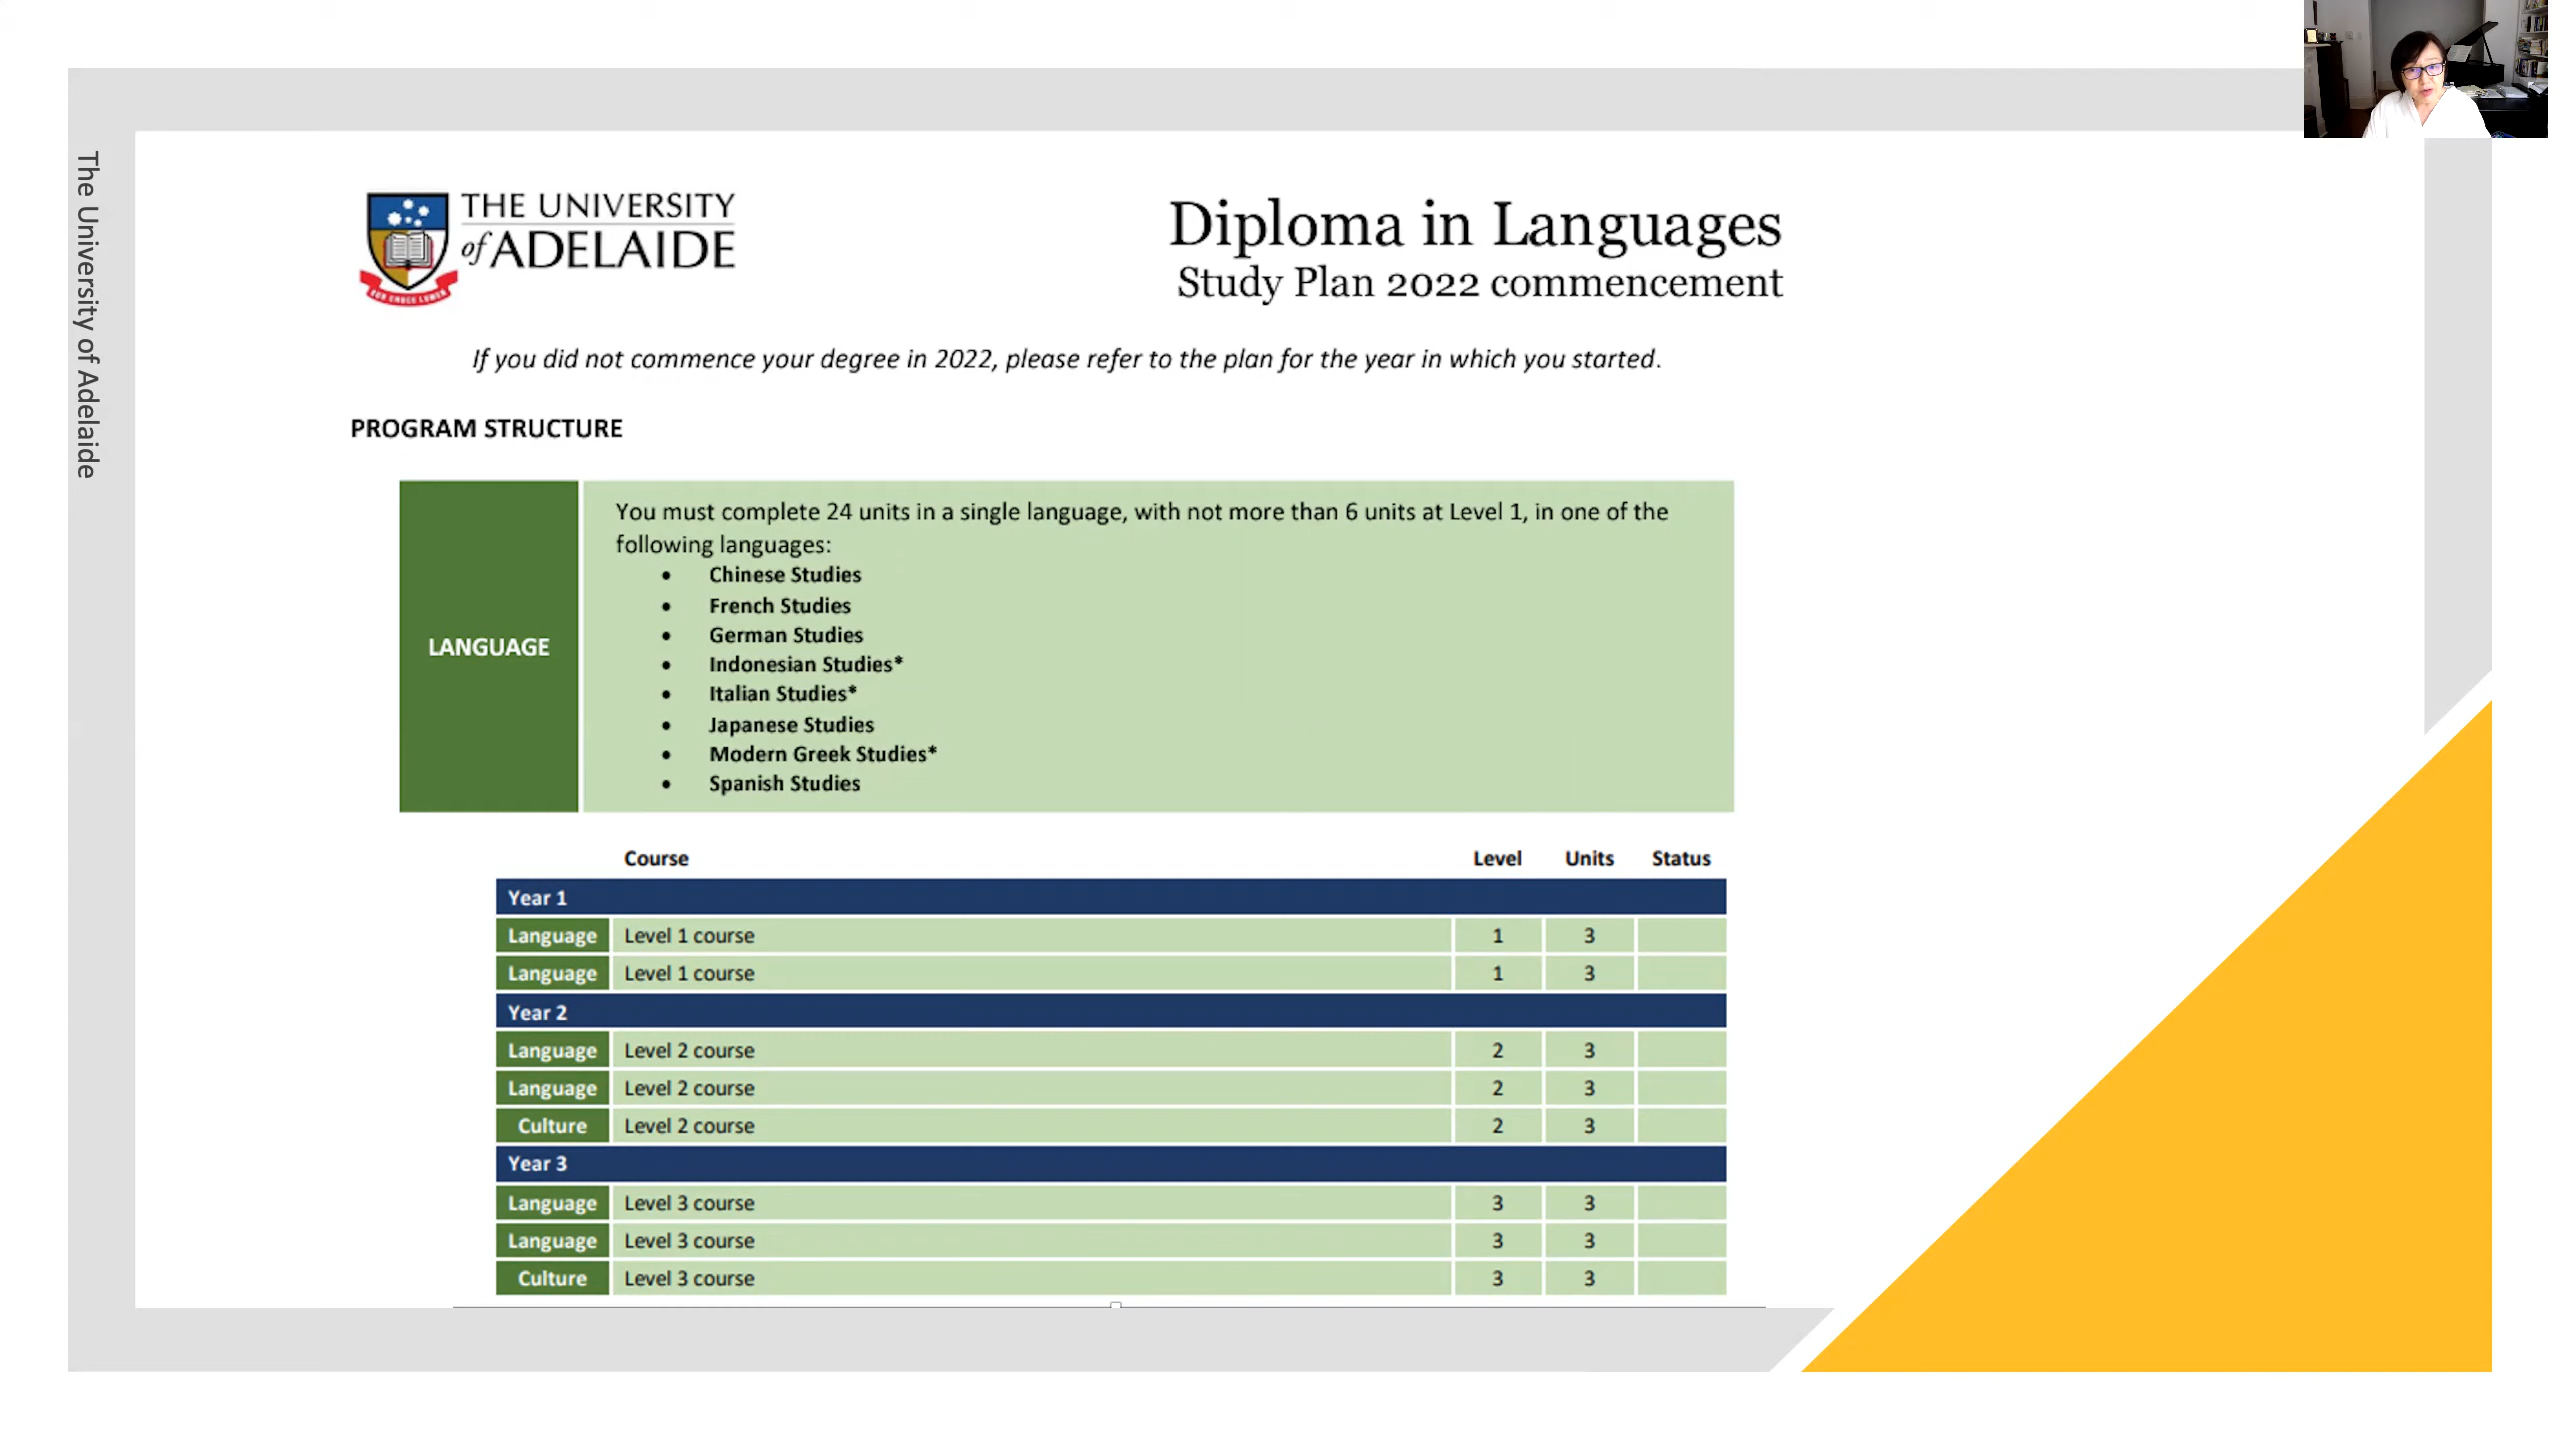 The University of Adelaide
THE UNIVERSITY
of ADELAIDE
Diploma in Languages
Study Plan 2022 commencement
If you did not commence your degree in 2022, please refer to the plan for the year in which you started.
PROGRAM STRUCTURE
LANGUAGE
You must complete 24 units in a single language, with not more than 6 units at Level 1, in one of the
following languages:
• Chinese Studies
• French Studies
• German Studies
• Indonesian Studies*
• Italian Studies*
• Japanese Studies
• Modern Greek Studies*
• Spanish Studies
Course Level Units Status
Year 1
Language Level 1 course 1 3
Language Level 1 course 1 3
Year 2
Language Level 2 course 2 3
Language Level 2 course 2 3
Culture Level 2 course 2 3
Year 3
Language Level 3 course 3 3
Language Level 3 course 3 3
Culture Level 3 course 3 3